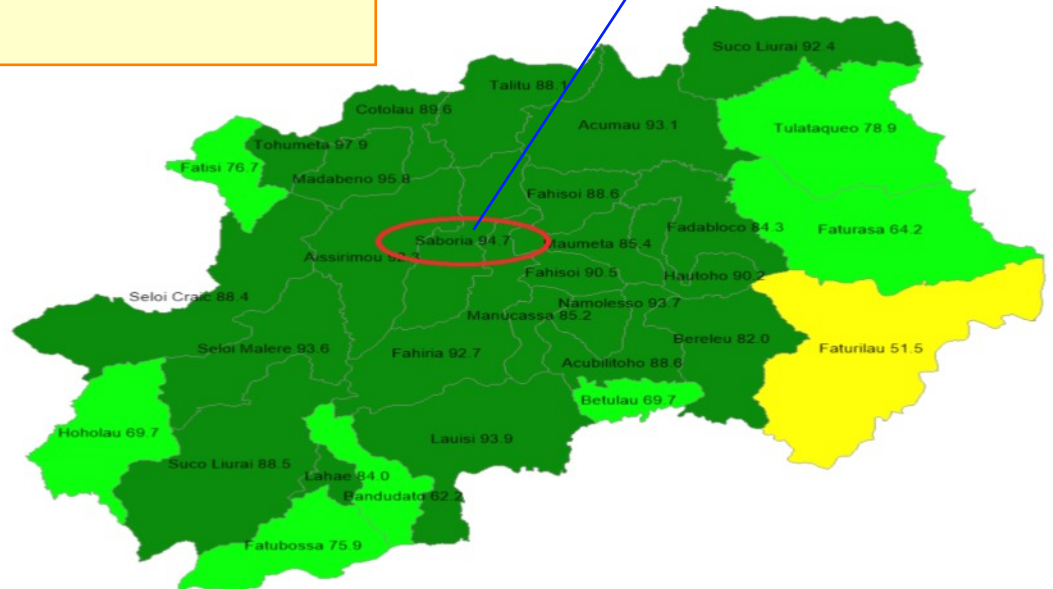 Suco Liurai 92.4
Talitu 88.1
Cotolau 89.6
Acumau 93.1
Tulataqueo 78.9
Tohumeta 97.9
Fatisi 76.7
Madabeno 95.8
Fahisoi 88.6
Fadabloco 84.3
Faturasa 64.2
Saboria 94.7
Maumeta 85.4
Aissirimou 92.3
Fahisoi 90.5
Hautoho 90.2
Seloi Craic 88.4
Namolesso 93.7
Manucassa 85.2
Bereleu 82.0
Seloi Malere 93.6
Fahiria 92.7
Faturilau 51.5
Acubilitoho 88.6
Betulau 69.7
Hoholau 69.7
Lauisi 93.9
Suco Liurai 88.5
Lahae 84.0
Bandudato 62.2
Fatubossa 75.9